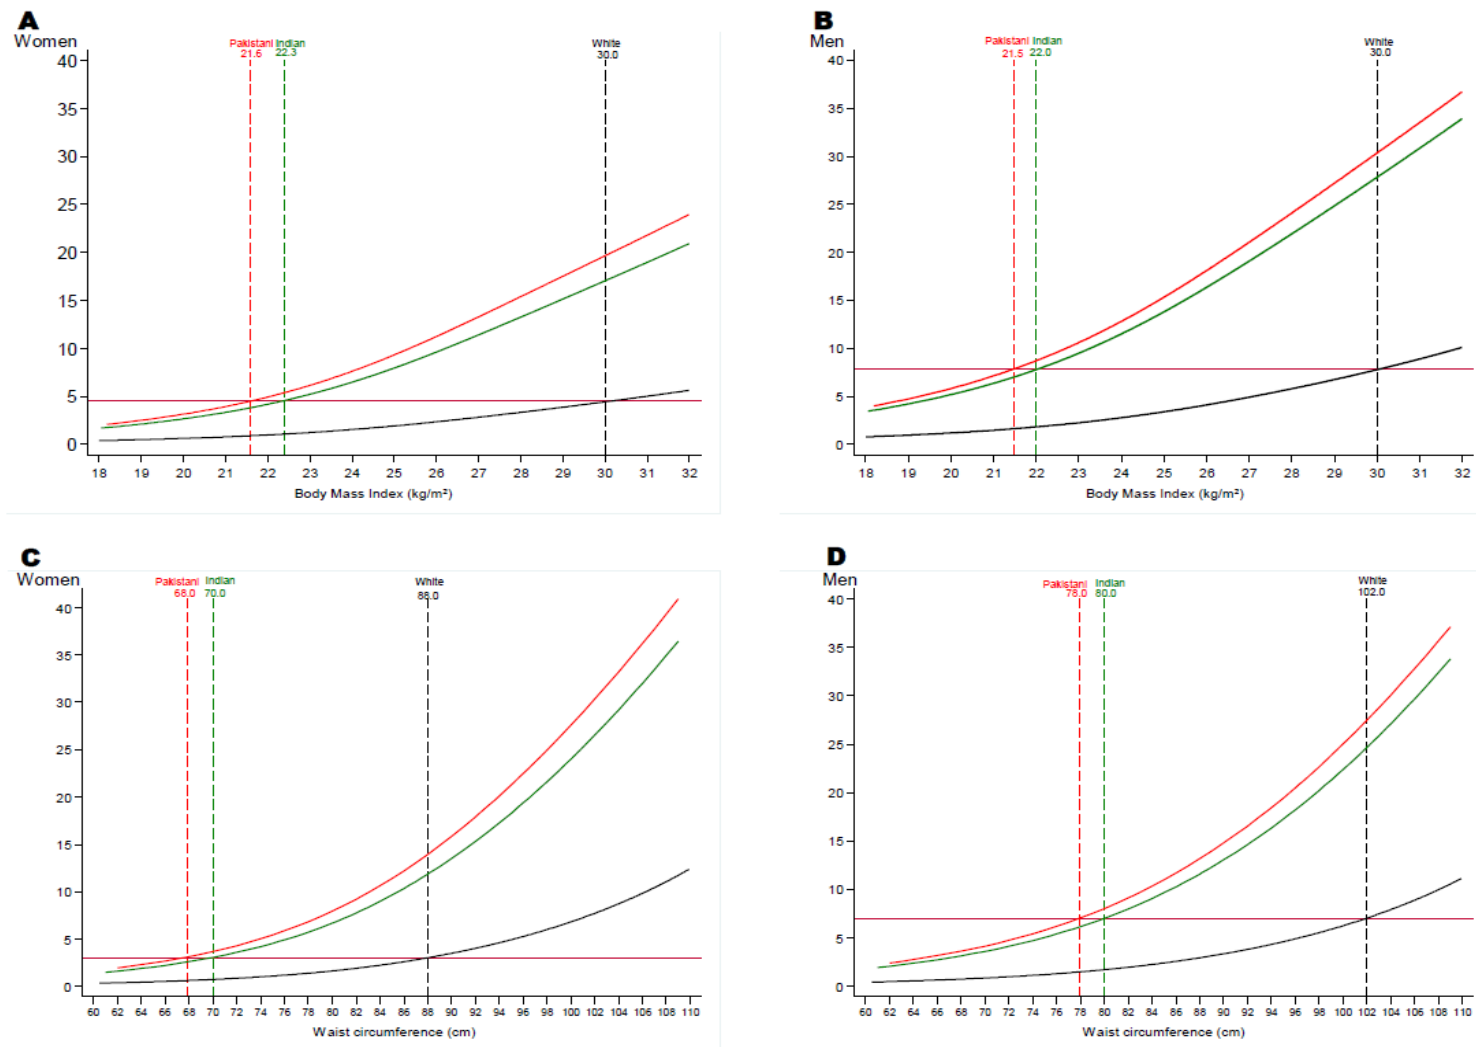 A
Women
Pakistani Indian White
21.6 22.3 30.0
40
35
30
25
20
15
10
5
0
18 19 20 21 22 23 24 25 26 27 28 29 30 31 32
Body Mass Index (kg/m²)
B
Men
Pakistani Indian White
21.5 22.0 30.0
40
35
30
25
20
15
10
5
0
18 19 20 21 22 23 24 25 26 27 28 29 30 31 32
Body Mass Index (kg/m²)
C
Women
Pakistani Indian White
68.0 70.0 88.0
40
35
30
25
20
15
10
5
0
60 62 64 66 68 70 72 74 76 78 80 82 84 86 88 90 92 94 96 98 100 102 104 106 108 110
Waist circumference (cm)
D
Men
Pakistani Indian White
78.0 80.0 102.0
40
35
30
25
20
15
10
5
0
60 62 64 66 68 70 72 74 76 78 80 82 84 86 88 90 92 94 96 98 100 102 104 106 108 110
Waist circumference (cm)